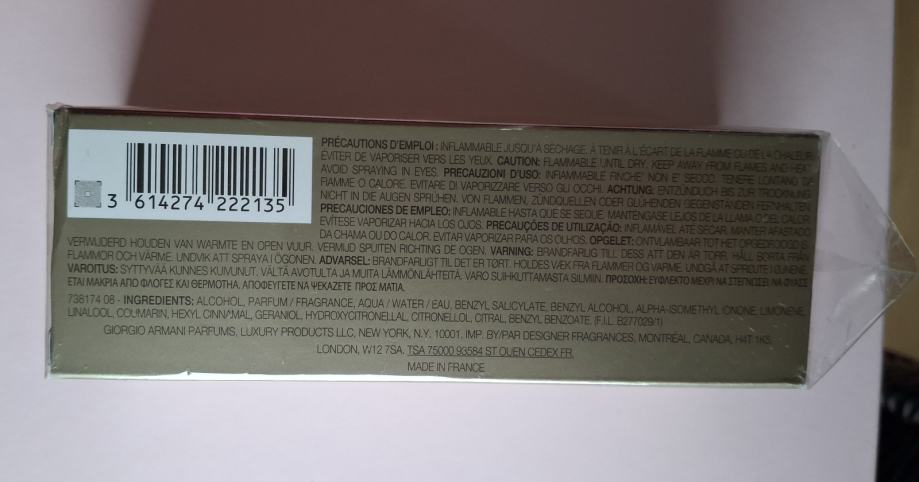 3 614274 222135
PRÉCAUTIONS D'EMPLOI : INFLAMMABLE JUSQU'À SÉCHAGE. À TENIR À L'ÉCART DE LA FLAMME OU DE LA CHALEUR.
ÉVITER DE VAPORISER VERS LES YEUX. CAUTION: FLAMMABLE UNTIL DRY. KEEP AWAY FROM FLAMES AND HEAT.
AVOID SPRAYING IN EYES. PRECAUZIONI D'USO: INFIAMMABILE FINCHE' NON E' SECCO. TENERE LONTANO DA
FIAMME O CALORE. EVITARE DI VAPORIZZARE VERSO GLI OCCHI. ACHTUNG: ENTZÜNDLICH BIS ZUR TROCKNUNG.
NICHT IN DIE AUGEN SPRÜHEN. VON FLAMMEN, ZÜNDQUELLEN ODER GLÜHENDEN GEGENSTÄNDEN FERNHALTEN.
PRECAUCIONES DE EMPLEO: INFLAMABLE HASTA QUE SE SEQUE. MANTENGASE LEJOS DE LA LLAMA O DEL CALOR.
EVÍTESE VAPORIZAR HACIA LOS OJOS. PRECAUÇÕES DE UTILIZAÇÃO: INFLAMÁVEL ATÉ SECAR. MANTER AFASTADO
DA CHAMA OU DO CALOR. EVITAR VAPORIZAR PARA OS OLHOS. OPGELET: ONTVLAMBAAR TOT HET OPGEDROOGD IS.
VERWIJDERD HOUDEN VAN WARMTE EN OPEN VUUR. VERMIJD SPUITEN RICHTING DE OGEN. VARNING: BRANDFARLIG TILL DESS ATT DEN ÄR TORR. HÅLL BORTA FRÅN
FLAMMOR OCH VÄRME. UNDVIK ATT SPRAYA I ÖGONEN. ADVARSEL: BRANDFARLIGT TIL DET ER TØRT. HOLDES VÆK FRA FLAMMER OG VARME. UNDGÅ AT SPRØJTE I ØJNENE.
VAROITUS: SYTTYVÄÄ KUNNES KUIVUNUT. VÄLTÄ AVOTULTA JA MUITA LÄMMÖNLÄHTEITÄ. VARO SUIHKUTTAMASTA SILMIIN. ΠΡΟΣΟΧΗ: ΕΥΦΛΕΚΤΟ ΜΕΧΡΙ ΝΑ ΣΤΕΓΝΩΣΕΙ. ΝΑ ΦΥΛΑΣΣ
ΕΤΑΙ ΜΑΚΡΙΑ ΑΠΟ ΦΛΟΓΕΣ ΚΑΙ ΘΕΡΜΟΤΗΤΑ. ΑΠΟΦΕΥΓΕΤΕ ΝΑ ΨΕΚΑΖΕΤΕ ΠΡΟΣ ΜΑΤΙΑ.
738174 08 - INGREDIENTS: ALCOHOL, PARFUM / FRAGRANCE, AQUA / WATER / EAU, BENZYL SALICYLATE, BENZYL ALCOHOL, ALPHA-ISOMETHYL IONONE, LIMONENE,
LINALOOL, COUMARIN, HEXYL CINNAMAL, GERANIOL, HYDROXYCITRONELLAL, CITRONELLOL, CITRAL, BENZYL BENZOATE. (F.I.L. B277029/1)
GIORGIO ARMANI PARFUMS, LUXURY PRODUCTS LLC, NEW YORK, N.Y. 10001. IMP. BY/PAR DESIGNER FRAGRANCES, MONTRÉAL, CANADA, H4T 1K5.
LONDON, W12 7SA. TSA 75000 93584 ST OUEN CEDEX FR.
MADE IN FRANCE